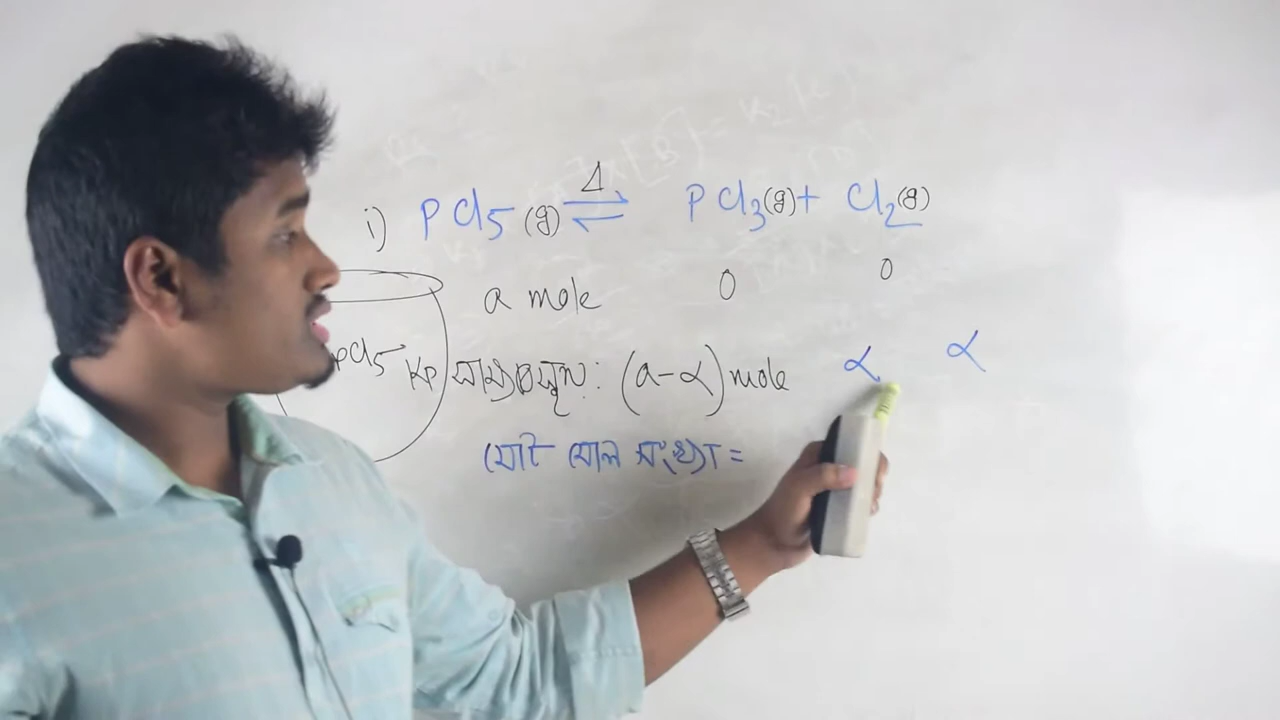 i) PCl5 (g) ⇌ Δ PCl3(g) + Cl2(g)
a mole 0 0
PCl5 Kp সাম্যাবস্থায়: (a-α) mole α α
মোট মোল সংখ্যা =